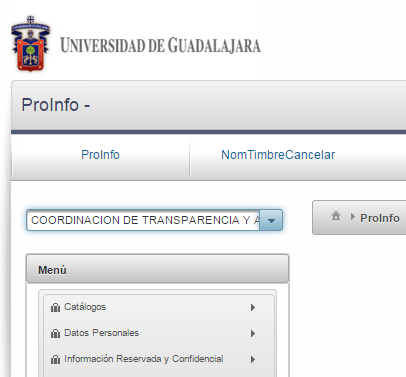 UNIVERSIDAD DE GUADALAJARA
ProInfo -
ProInfo
NomTimbreCancelar
COORDINACION DE TRANSPARENCIA Y
ProInfo
Menú
Catálogos
Datos Personales
Información Reservada y Confidencial